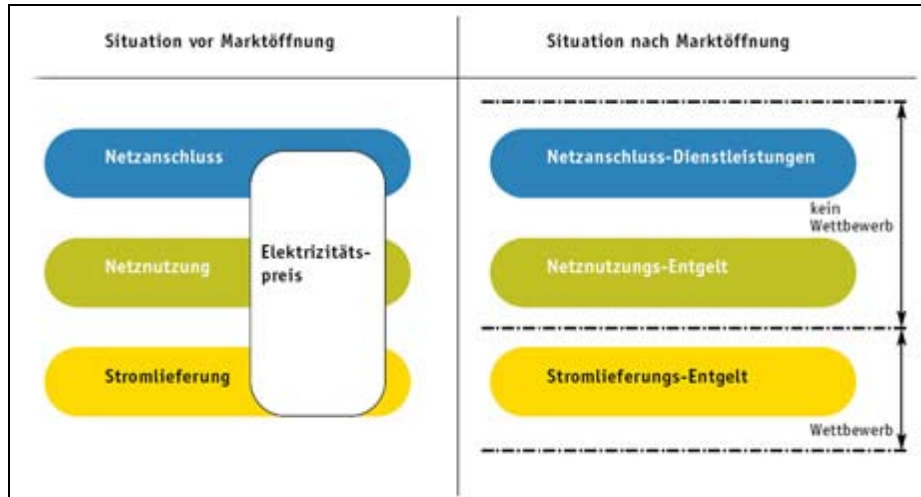 Situation vor Marktöffnung
Situation nach Marktöffnung
Netzanschluss
Netznutzung
Stromlieferung
Elektrizitäts-
preis
Netzanschluss-Dienstleistungen
kein
Wettbewerb
Netznutzungs-Entgelt
Stromlieferungs-Entgelt
Wettbewerb